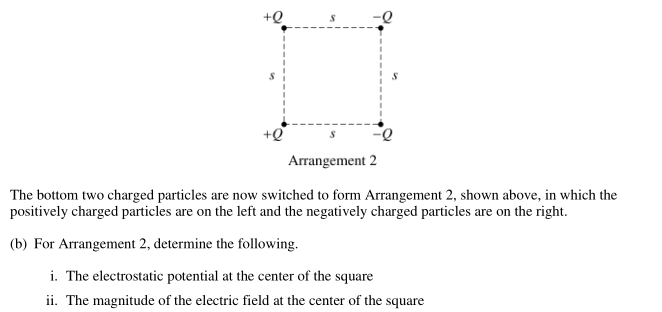 +Q s -Q
s s
+Q s -Q
Arrangement 2
The bottom two charged particles are now switched to form Arrangement 2, shown above, in which the
positively charged particles are on the left and the negatively charged particles are on the right.
(b) For Arrangement 2, determine the following.
i. The electrostatic potential at the center of the square
ii. The magnitude of the electric field at the center of the square